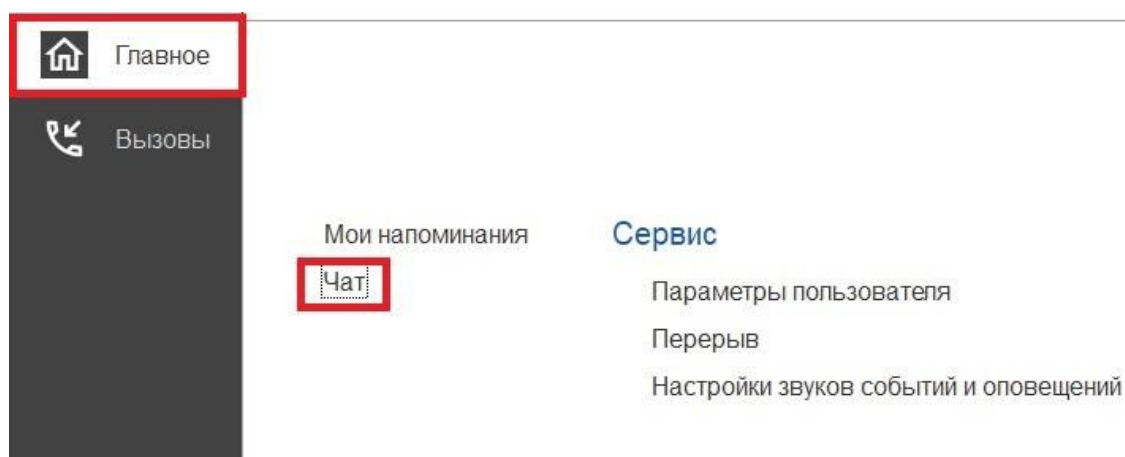 Главное
Вызовы
Мои напоминания
Чат
Сервис
Параметры пользователя
Перерыв
Настройки звуков событий и оповещений